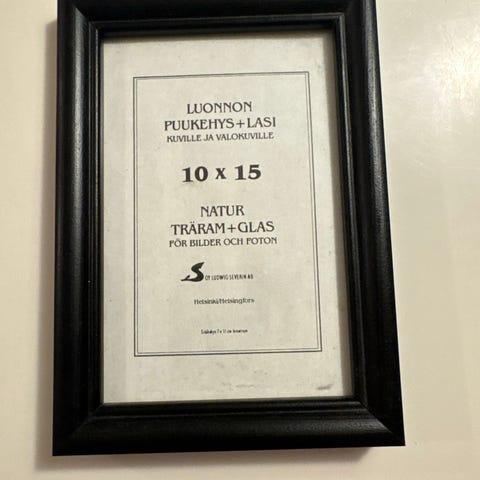 LUONNON
PUUKEHYS+LASI
KUVILLE JA VALOKUVILLE
10 x 15
NATUR
TRÄRAM+GLAS
FÖR BILDER OCH FOTON
OY LUDWIG SEVERIN AB
Helsinki/Helsingfors